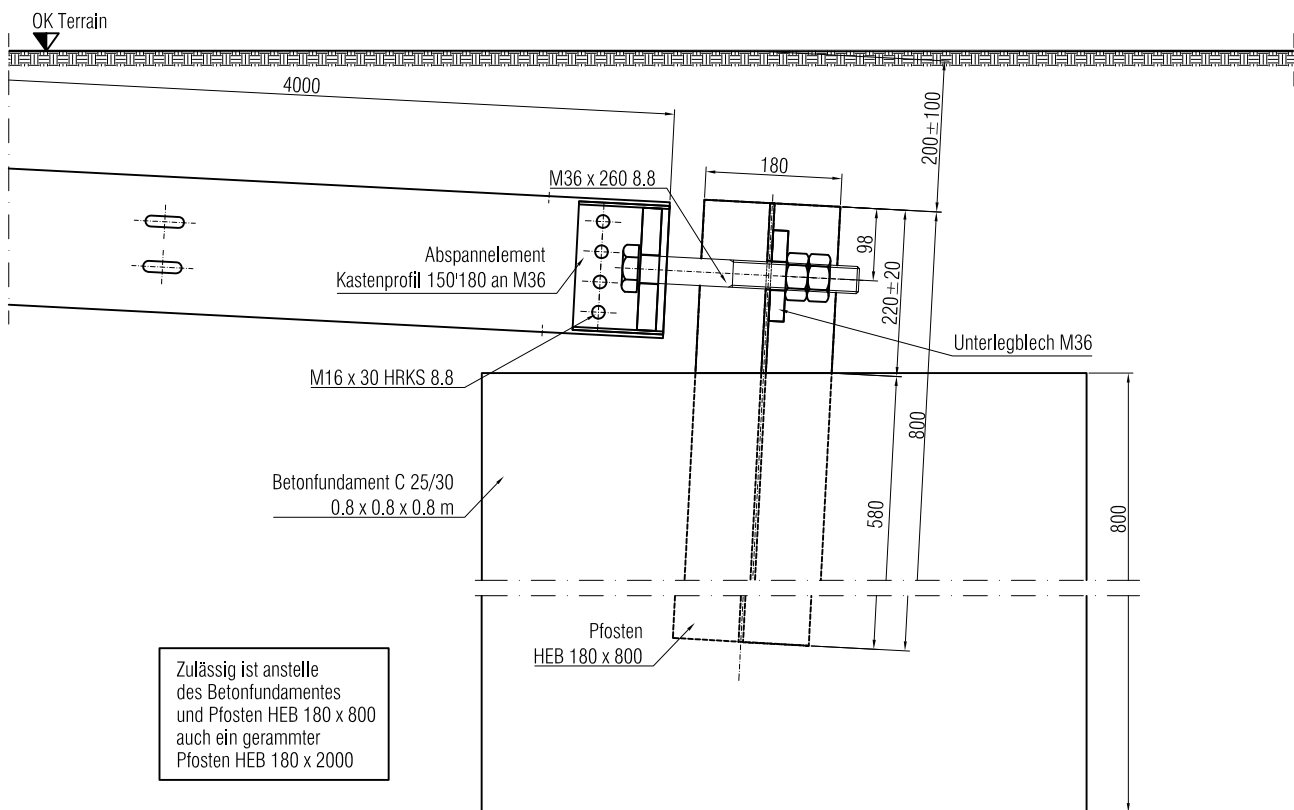 OK Terrain
4000
200±100
180
M36 x 260 8.8
98
Abspannelement
Kastenprofil 150'180 an M36
220±20
Unterlegblech M36
M16 x 30 HRKS 8.8
800
Betonfundament C 25/30
0.8 x 0.8 x 0.8 m
580
800
Pfosten
HEB 180 x 800
Zulässig ist anstelle
des Betonfundamentes
und Pfosten HEB 180 x 800
auch ein gerammter
Pfosten HEB 180 x 2000